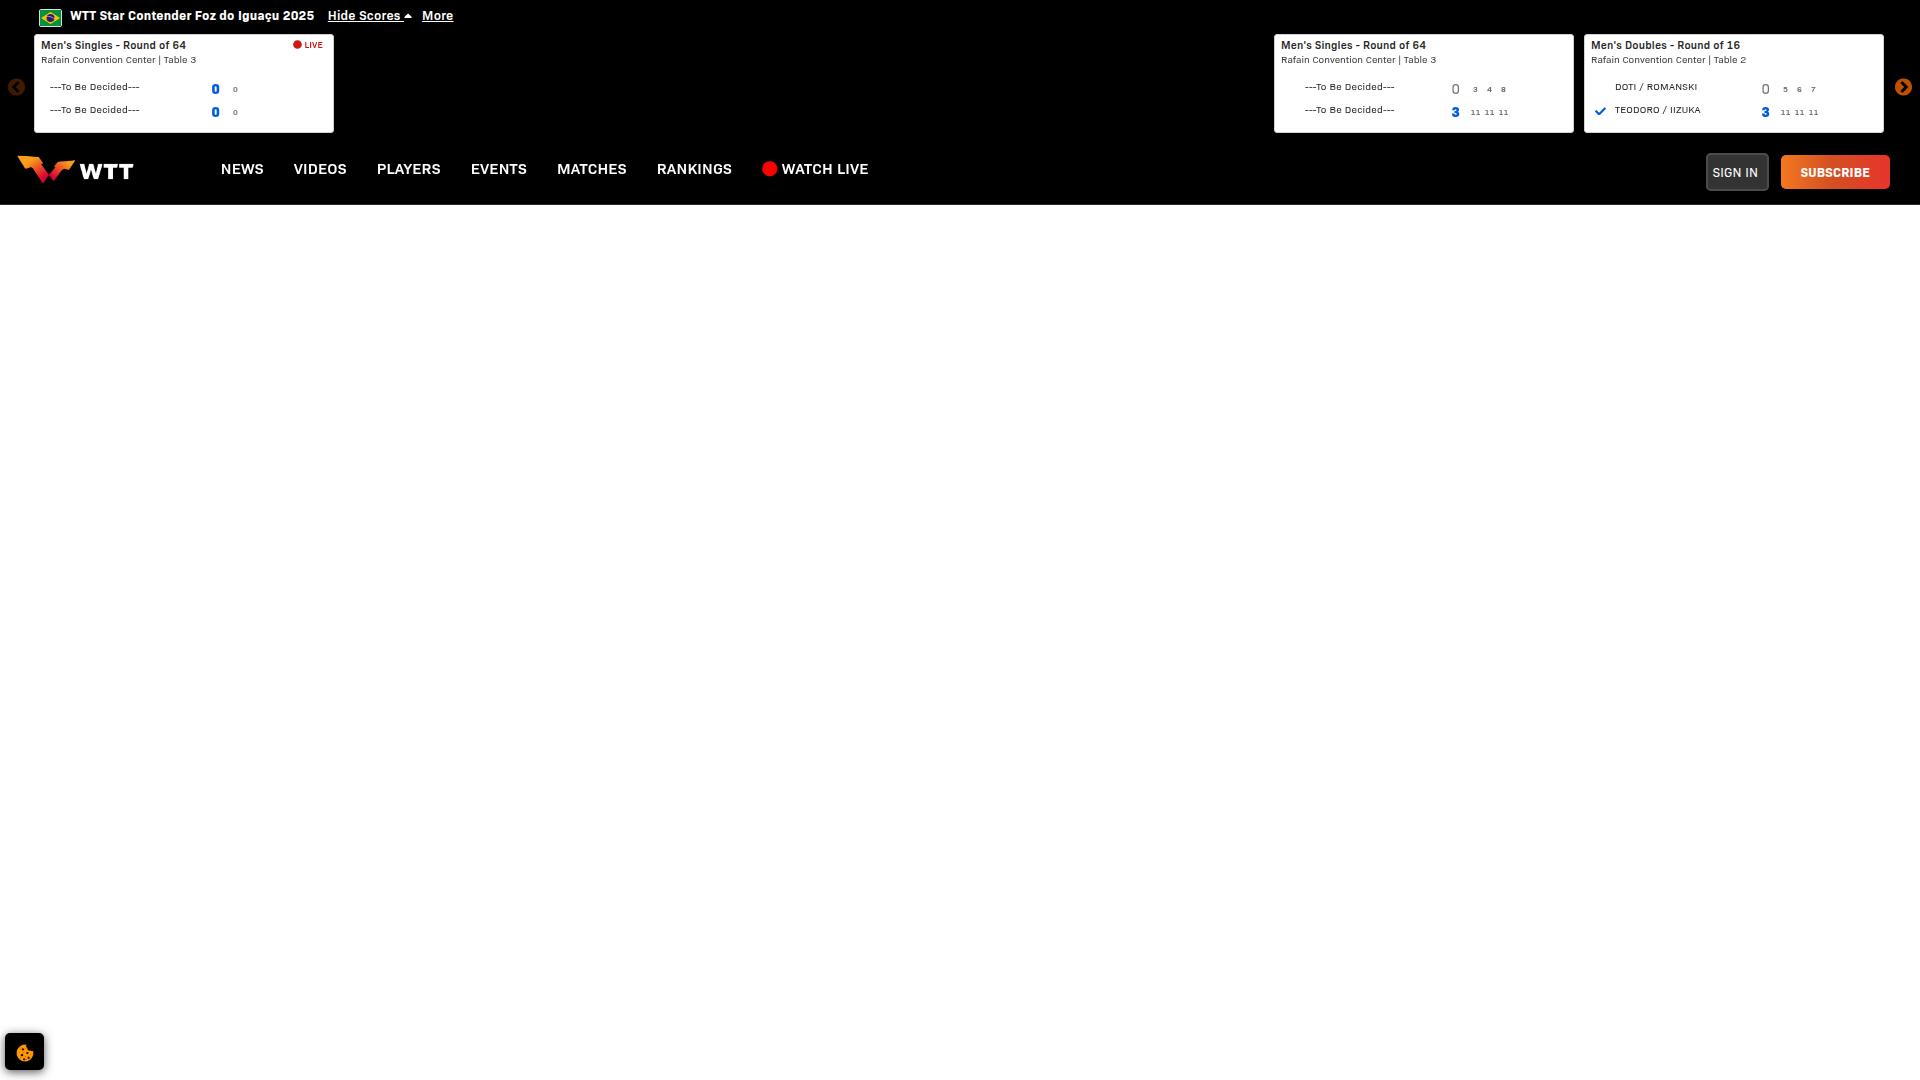 WTT Star Contender Foz do Iguaçu 2025 Hide Scores More
Men's Singles - Round of 64 LIVE
Rafain Convention Center | Table 3
---To Be Decided--- 0 0
---To Be Decided--- 0 0
Men's Singles - Round of 64
Rafain Convention Center | Table 3
---To Be Decided--- 0 3 4 8
---To Be Decided--- 3 11 11 11
Men's Doubles - Round of 16
Rafain Convention Center | Table 2
DOTI / ROMANSKI 0 5 6 7
TEODORO / IIZUKA 3 11 11 11
WTT NEWS VIDEOS PLAYERS EVENTS MATCHES RANKINGS WATCH LIVE SIGN IN SUBSCRIBE